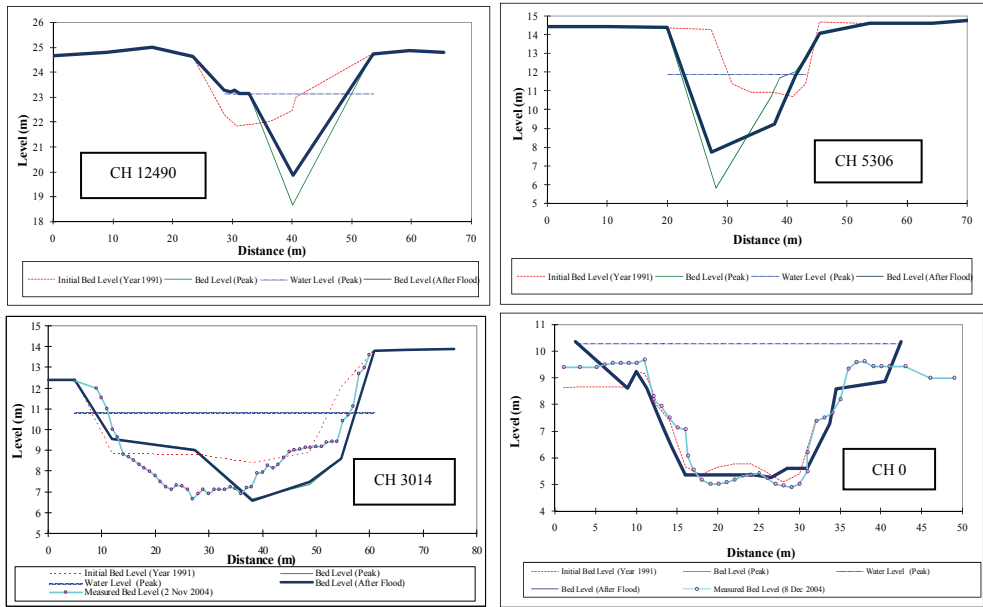 26
25
24
23
22
21
20
19
18
Level (m)
CH 12490
0 10 20 30 40 50 60 70
Distance (m)
Initial Bed Level (Year 1991) Bed Level (Peak) Water Level (Peak) Bed Level (After Flood)
15
14
13
12
11
10
9
8
7
6
5
Level (m)
CH 5306
0 10 20 30 40 50 60 70
Distance (m)
Initial Bed Level (Year 1991) Bed Level (Peak) Water Level (Peak) Bed Level (After Flood)
15
14
13
12
11
10
9
8
7
6
5
Level (m)
CH 3014
0 10 20 30 40 50 60 70 80
Distance (m)
Initial Bed Level (Year 1991) Bed Level (Peak)
Water Level (Peak) Bed Level (After Flood)
Measured Bed Level (2 Nov 2004)
11
10
9
8
7
6
5
4
Level (m)
CH 0
0 5 10 15 20 25 30 35 40 45 50
Distance (m)
Initial Bed Level (Year 1991) Bed Level (Peak) Water Level (Peak)
Bed Level (After Flood) Measured Bed Level (8 Dec 2004)